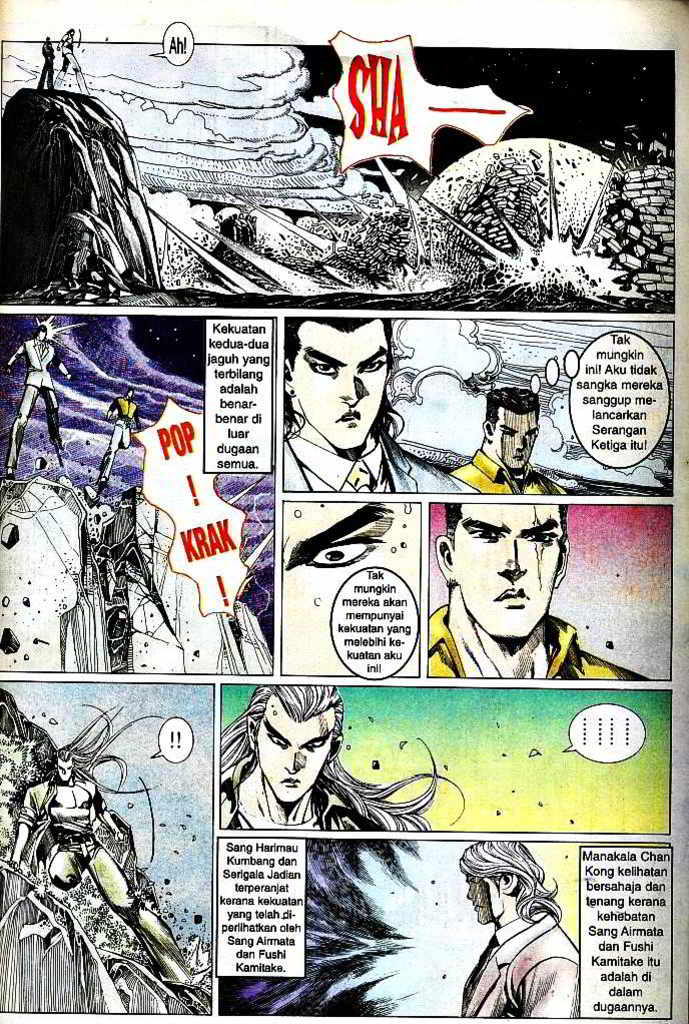 Ah!
SHA —
Kekuatan
kedua-dua
jaguh yang
terbilang
adalah
benar-
benar di
luar
dugaan
semua.
POP
!
KRAK
!
Tak
mungkin
ini! Aku tidak
sangka mereka
sanggup me-
lancarkan
Serangan
Ketiga itu!
Tak
mungkin
mereka akan
mempunyai
kekuatan yang
melebihi ke-
kuatan aku
ini!
!!
Sang Harimau
Kumbang dan
Serigala Jadian
terperanjat
kerana kekuatan
yang telah di-
perlihatkan oleh
Sang Airmata
dan Fushi
Kamitake.
Manakala Chan
Kong kelihatan
bersahaja dan
tenang kerana
kehebatan
Sang Airmata
dan Fushi
Kamitake itu
adalah di
dalam
dugaannya.